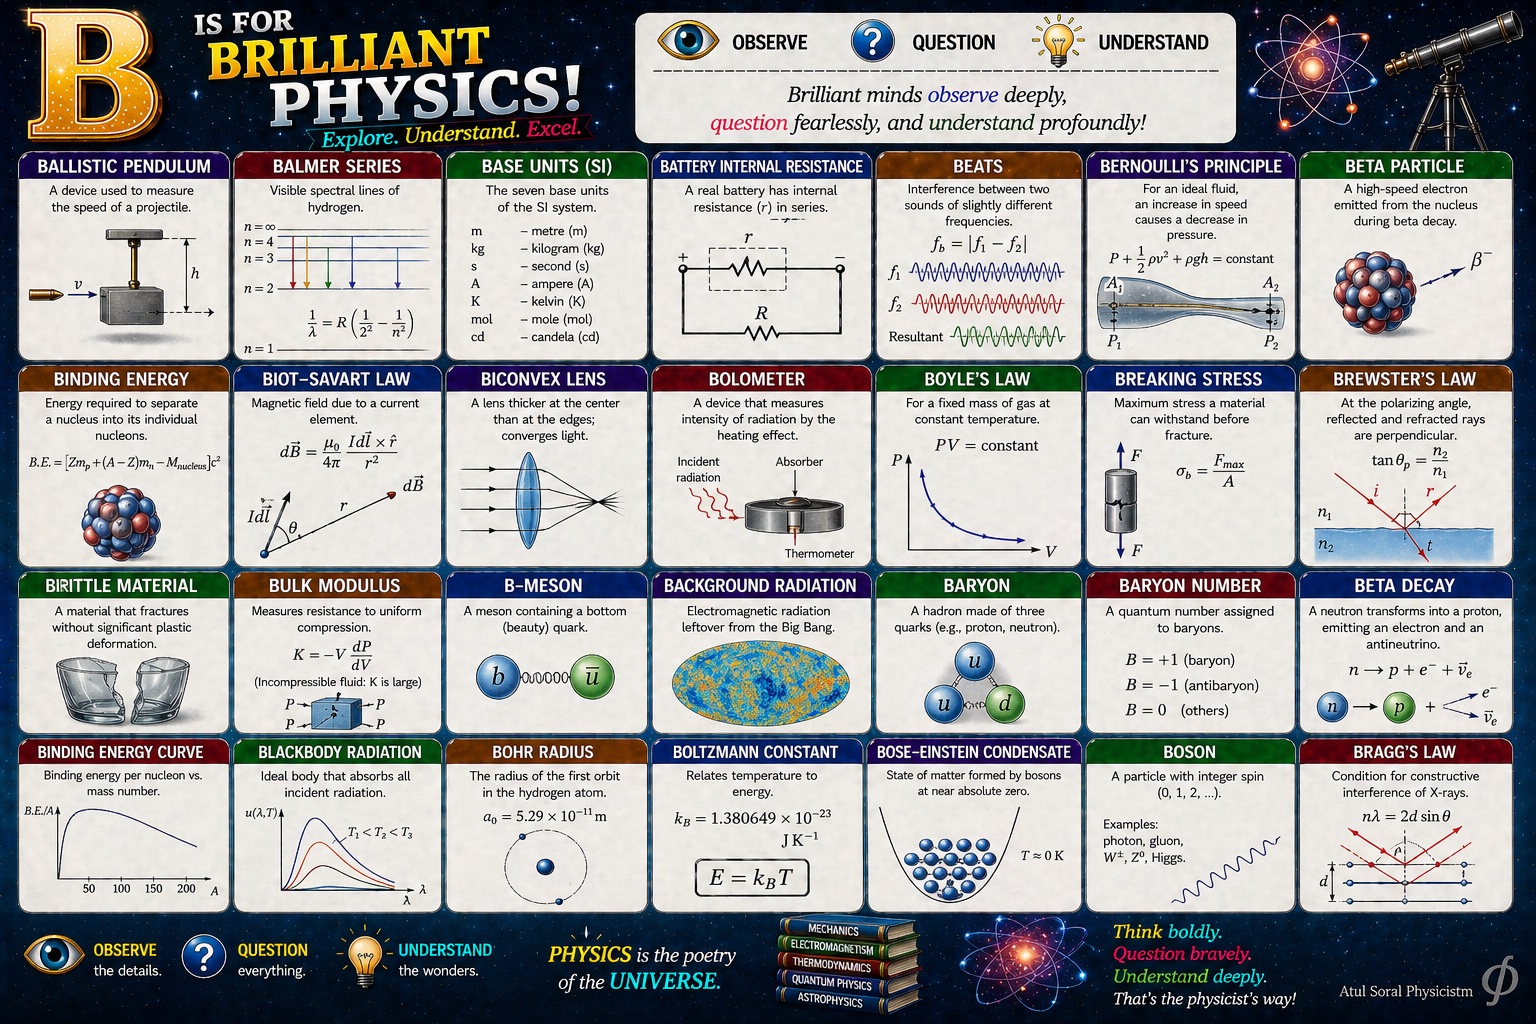 B
IS FOR
BRILLIANT
PHYSICS!
Explore. Understand. Excel.
OBSERVE
QUESTION
UNDERSTAND
Brilliant minds observe deeply,
question fearlessly, and understand profoundly!
BALLISTIC PENDULUM
A device used to measure
the speed of a projectile.
v
h
BALMER SERIES
Visible spectral lines of
hydrogen.
n = ∞
n = 4
n = 3
n = 2
1/λ = R (1/2² − 1/n²)
n = 1
BASE UNITS (SI)
The seven base units
of the SI system.
m – metre (m)
kg – kilogram (kg)
s – second (s)
A – ampere (A)
K – kelvin (K)
mol – mole (mol)
cd – candela (cd)
BATTERY INTERNAL RESISTANCE
A real battery has internal
resistance (r) in series.
r
+ −
R
BEATS
Interference between two
sounds of slightly different
frequencies.
f_b = |f₁ − f₂|
f₁
f₂
Resultant
BERNOULLI'S PRINCIPLE
For an ideal fluid,
an increase in speed
causes a decrease in
pressure.
P + 1/2 ρv² + ρgh = constant
A₁ A₂
P₁ P₂
BETA PARTICLE
A high-speed electron
emitted from the nucleus
during beta decay.
β⁻
BINDING ENERGY
Energy required to separate
a nucleus into its individual
nucleons.
B.E. = [Zm_p + (A − Z)m_n − M_nucleus]c²
BIOT–SAVART LAW
Magnetic field due to a current
element.
dB⃗ = μ₀/4π Idl⃗ × r̂/r²
dB⃗
r
Idl⃗
θ
BICONVEX LENS
A lens thicker at the center
than at the edges;
converges light.
BOLOMETER
A device that measures
intensity of radiation by the
heating effect.
Incident
radiation
Absorber
Thermometer
BOYLE'S LAW
For a fixed mass of gas at
constant temperature.
PV = constant
P
V
BREAKING STRESS
Maximum stress a material
can withstand before
fracture.
F
σ_b = F_max/A
F
BREWSTER'S LAW
At the polarizing angle,
reflected and refracted rays
are perpendicular.
tan θ_p = n₂/n₁
i r
n₁
n₂
t
BRITTLE MATERIAL
A material that fractures
without significant plastic
deformation.
BULK MODULUS
Measures resistance to uniform
compression.
K = −V dP/dV
(Incompressible fluid: K is large)
P P
P P
B-MESON
A meson containing a bottom
(beauty) quark.
b u̅
BACKGROUND RADIATION
Electromagnetic radiation
leftover from the Big Bang.
BARYON
A hadron made of three
quarks (e.g., proton, neutron).
u
u d
BARYON NUMBER
A quantum number assigned
to baryons.
B = +1 (baryon)
B = −1 (antibaryon)
B = 0 (others)
BETA DECAY
A neutron transforms into a proton,
emitting an electron and an
antineutrino.
n → p + e⁻ + ν̅_e
n → p + e⁻
ν̅_e
BINDING ENERGY CURVE
Binding energy per nucleon vs.
mass number.
B.E./A
50 100 150 200 A
BLACKBODY RADIATION
Ideal body that absorbs all
incident radiation.
u(λ,T)
T₁ < T₂ < T₃
λ
λ
BOHR RADIUS
The radius of the first orbit
in the hydrogen atom.
a₀ = 5.29 × 10⁻¹¹ m
BOLTZMANN CONSTANT
Relates temperature to
energy.
k_B = 1.380649 × 10⁻²³
J K⁻¹
E = k_B T
BOSE–EINSTEIN CONDENSATE
State of matter formed by bosons
at near absolute zero.
T ≈ 0 K
BOSON
A particle with integer spin
(0, 1, 2, ...).
Examples:
photon, gluon,
W±, Z⁰, Higgs.
BRAGG'S LAW
Condition for constructive
interference of X-rays.
nλ = 2d sin θ
d
OBSERVE
the details.
QUESTION
everything.
UNDERSTAND
the wonders.
PHYSICS is the poetry
of the UNIVERSE.
MECHANICS
ELECTROMAGNETISM
THERMODYNAMICS
QUANTUM PHYSICS
ASTROPHYSICS
Think boldly.
Question bravely.
Understand deeply.
That's the physicist's way!
Atul Soral Physicistm